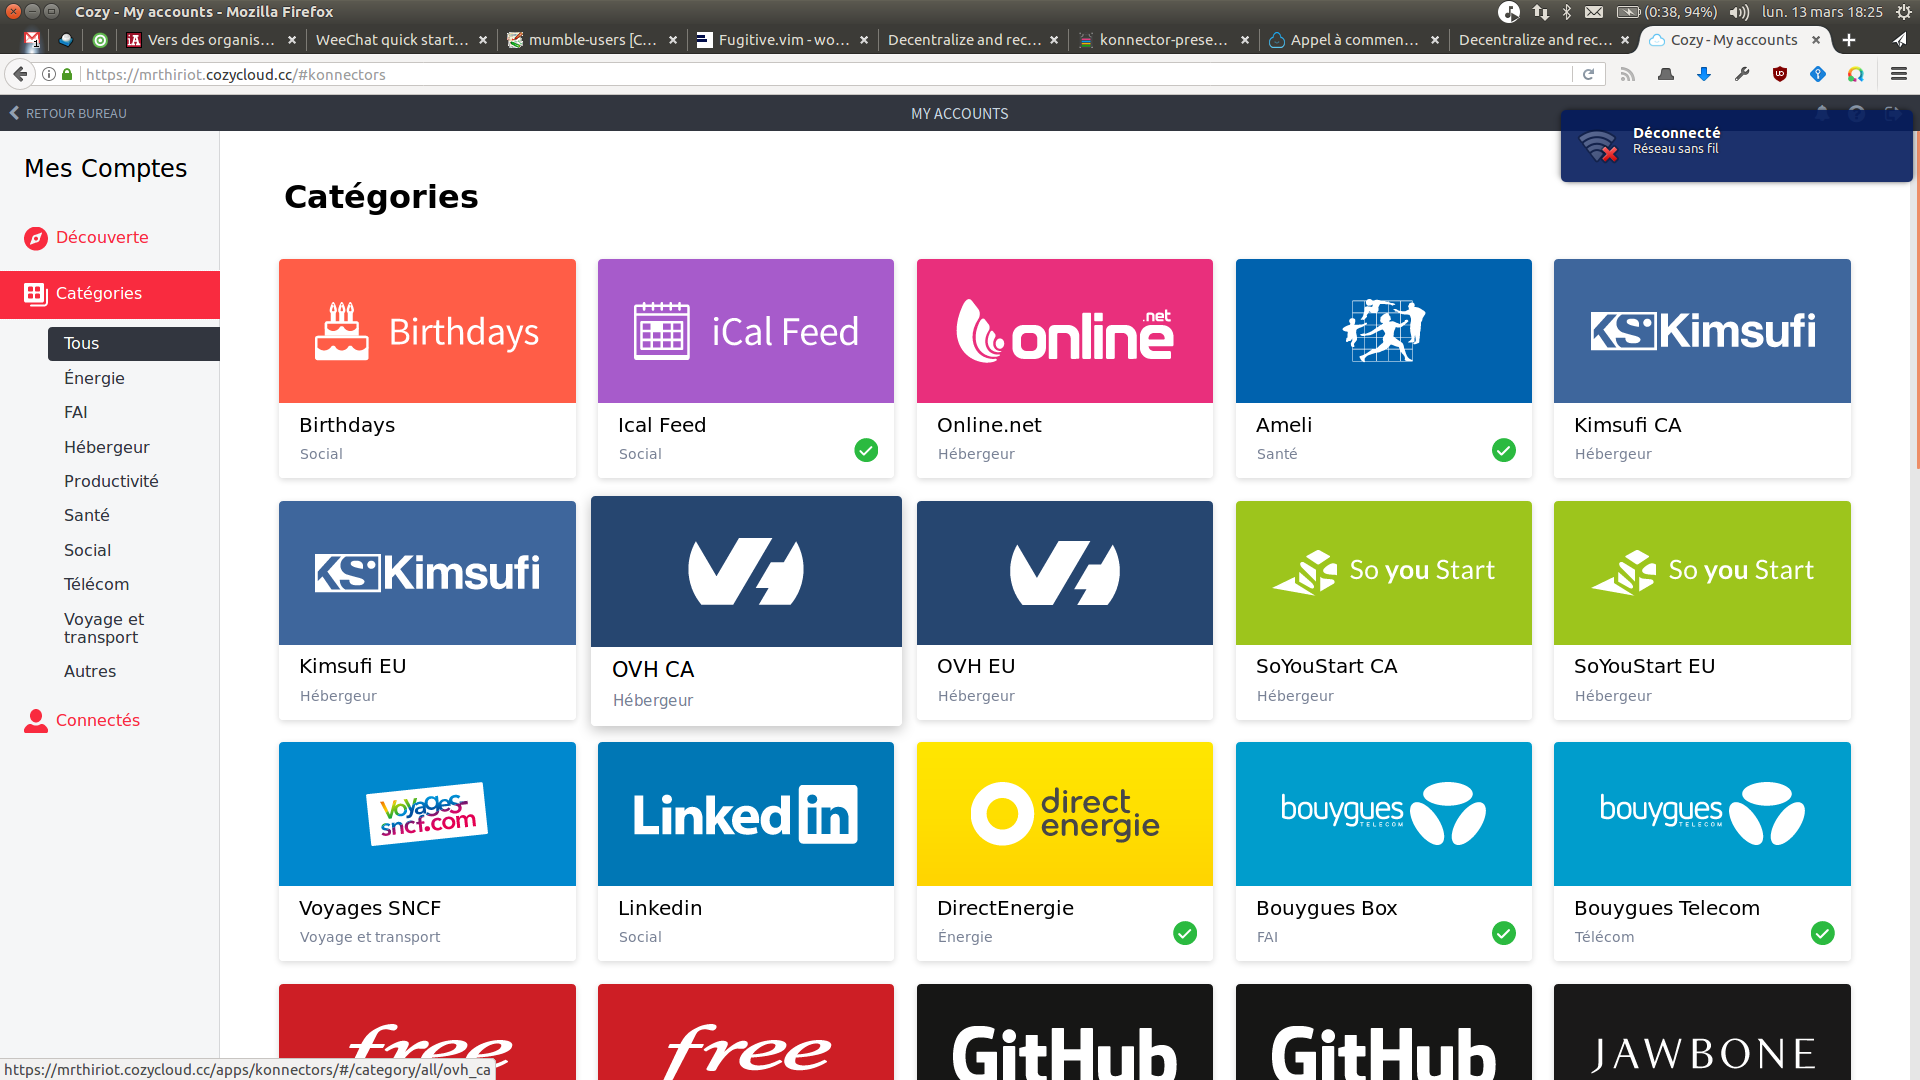 Cozy - My accounts - Mozilla Firefox
(0:38, 94%)
lun. 13 mars 18:25
1
iA
Vers des organis...
WeeChat quick start...
mumble-users [C...
Fugitive.vim - wo...
Decentralize and rec...
konnector-prese...
Appel à commen...
Decentralize and rec...
Cozy - My accounts
https://mrthiriot.cozycloud.cc/#konnectors
RETOUR BUREAU
MY ACCOUNTS
Déconnecté
Réseau sans fil
Mes Comptes
Découverte
Catégories
Tous
Énergie
FAI
Hébergeur
Productivité
Santé
Social
Télécom
Voyage et
transport
Autres
Connectés
Catégories
Birthdays
Birthdays
Social
iCal Feed
Ical Feed
Social
online.net
Online.net
Hébergeur
Ameli
Santé
KS Kimsufi
Kimsufi CA
Hébergeur
KS Kimsufi
Kimsufi EU
Hébergeur
OVH CA
Hébergeur
OVH EU
Hébergeur
So you Start
SoYouStart CA
Hébergeur
So you Start
SoYouStart EU
Hébergeur
Voyages-
sncf.com
Voyages SNCF
Voyage et transport
Linked in
Linkedin
Social
direct
energie
DirectEnergie
Énergie
bouygues
TELECOM
Bouygues Box
FAI
bouygues
TELECOM
Bouygues Telecom
Télécom
free
free
GitHub
GitHub
JAWBONE
https://mrthiriot.cozycloud.cc/apps/konnectors/#/category/all/ovh_ca